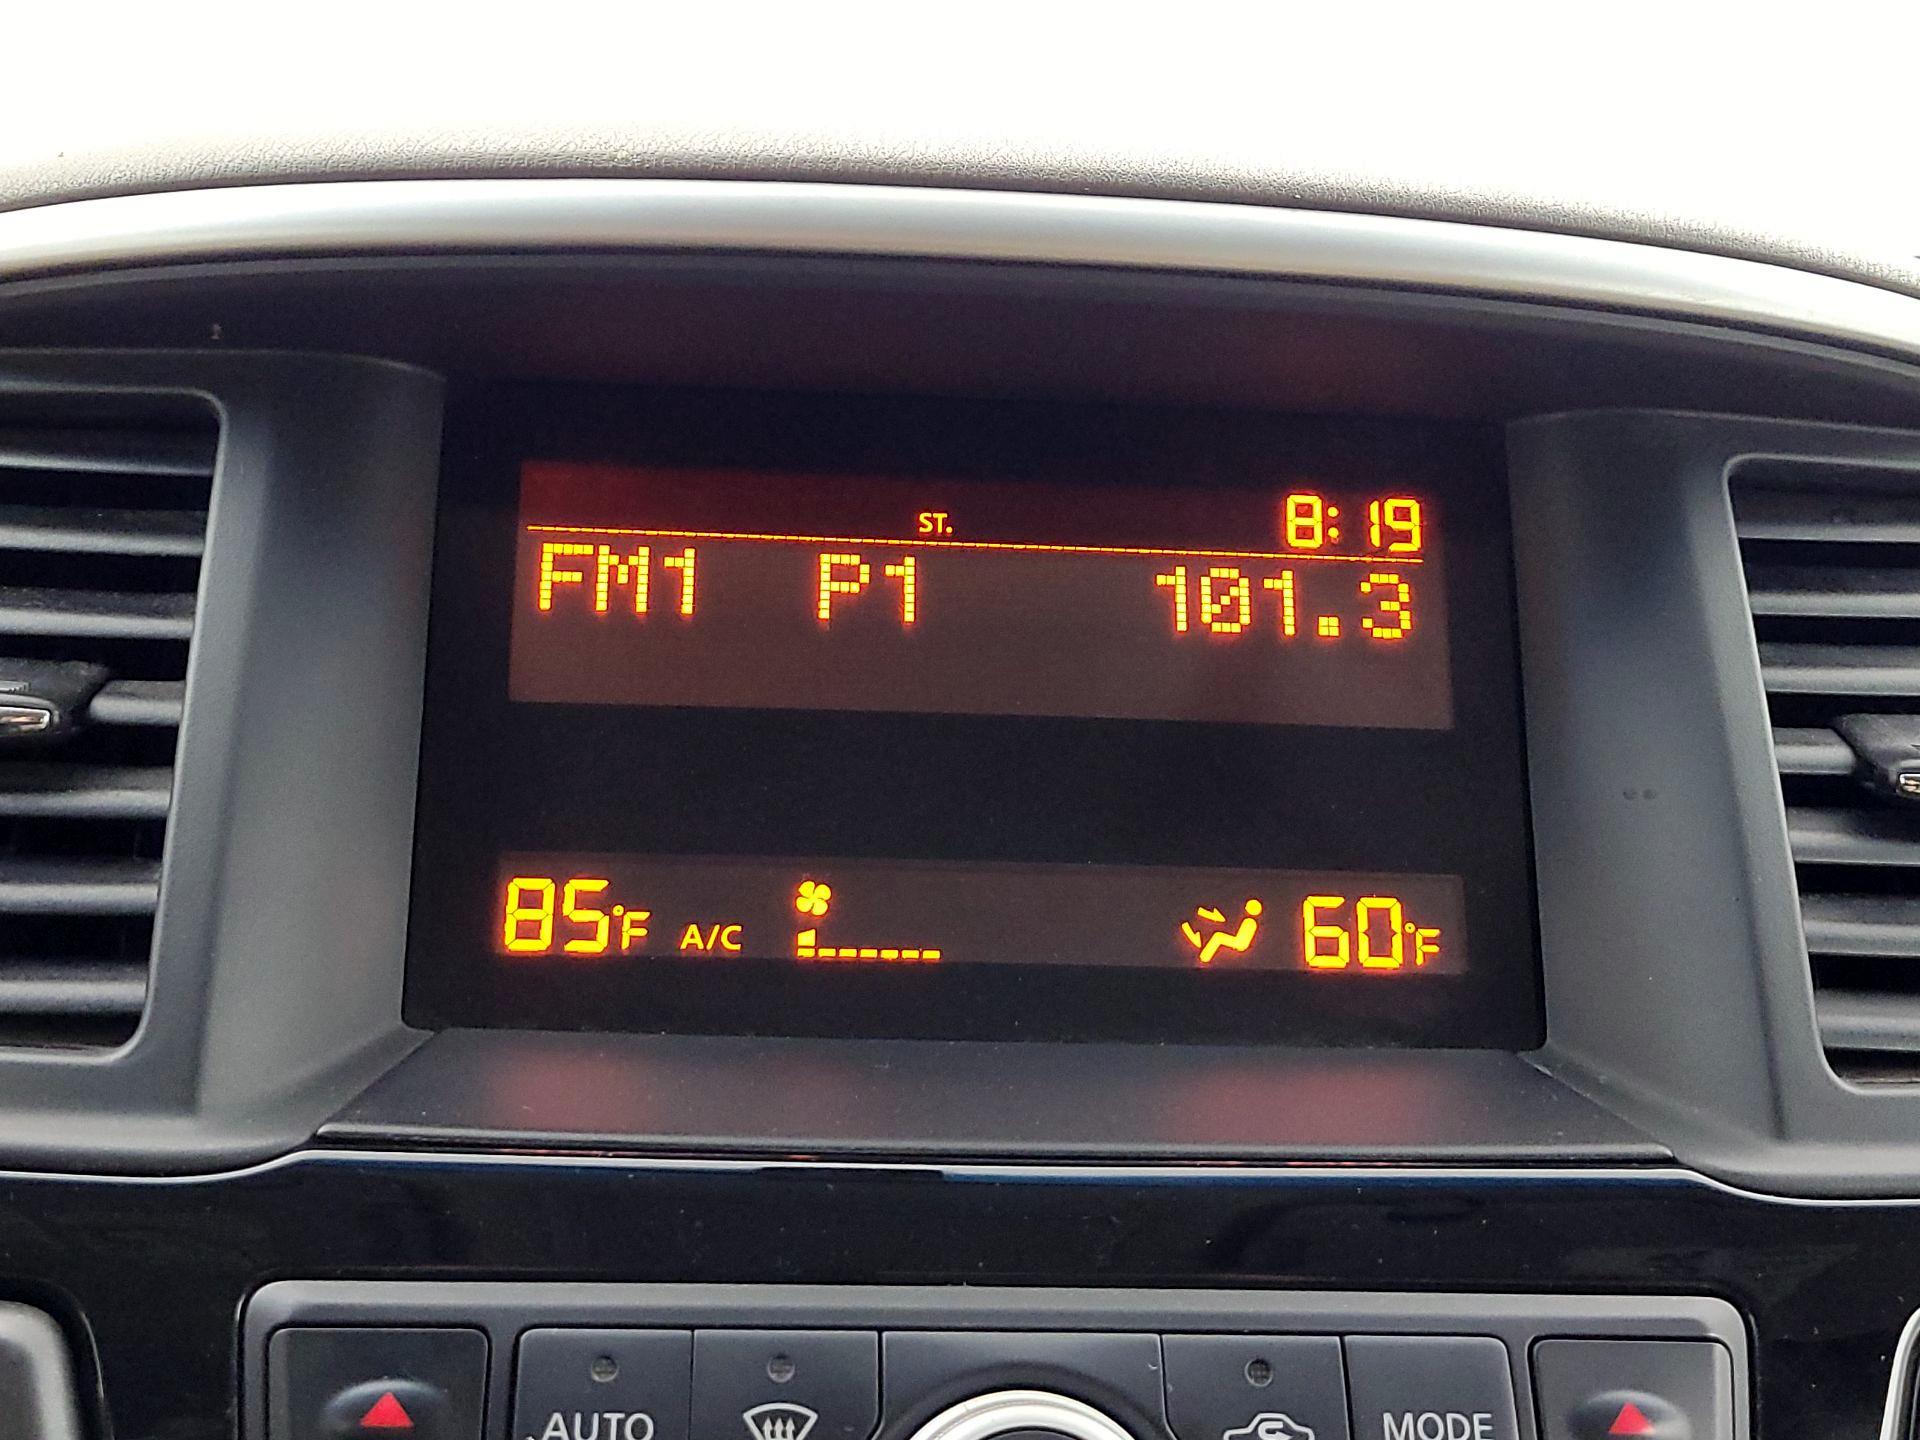 ST. 8:19
FM1 P1 101.3
85°F A/C 60°F
AUTO MODE